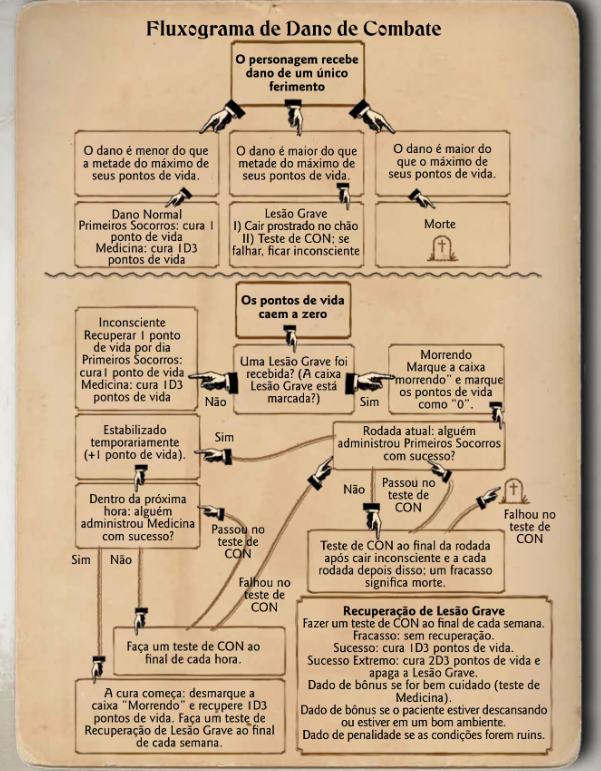 Fluxograma de Dano de Combate
O personagem recebe
dano de um único
ferimento
O dano é menor do que
a metade do máximo de
seus pontos de vida.
O dano é maior do que
metade do máximo de
seus pontos de vida.
O dano é maior do
que o máximo de
seus pontos de vida.
Dano Normal
Primeiros Socorros: cura 1
ponto de vida
Medicina: cura 1D3
pontos de vida
Lesão Grave
I) Cair prostrado no chão
II) Teste de CON; se
falhar, ficar inconsciente
Morte
Os pontos de vida
caem a zero
Inconsciente
Recuperar 1 ponto
de vida por dia
Primeiros Socorros:
cura1 ponto de vida
Medicina: cura 1D3
pontos de vida
Uma Lesão Grave foi
recebida? (A caixa
Lesão Grave está
marcada?)
Não
Sim
Morrendo
Marque a caixa
morrendo" e marque
os pontos de vida
como "0".
Estabilizado
temporariamente
(+1 ponto de vida).
Sim
Rodada atual: alguém
administrou Primeiros Socorros
com sucesso?
Dentro da próxima
hora: alguém
administrou Medicina
com sucesso?
Passou no
teste de
CON
Não
Passou no
teste de
CON
Falhou no
teste de
CON
Sim
Não
Falhou no
teste de
CON
Teste de CON ao final da rodada
após cair inconsciente e a cada
rodada depois disso; um fracasso
significa morte.
Faça um teste de CON ao
final de cada hora.
A cura começa: desmarque a
caixa "Morrendo" e recupere 1D3
pontos de vida. Faça um teste de
Recuperação de Lesão Grave ao final
de cada semana.
Recuperação de Lesão Grave
Fazer um teste de CON ao final de cada semana.
Fracasso: sem recuperação.
Sucesso: cura 1D3 pontos de vida.
Sucesso Extremo: cura 2D3 pontos de vida e
apaga a Lesão Grave.
Dado de bônus se for bem cuidado (teste de
Medicina).
Dado de bônus se o paciente estiver descansando
ou estiver em um bom ambiente.
Dado de penalidade se as condições forem ruins.